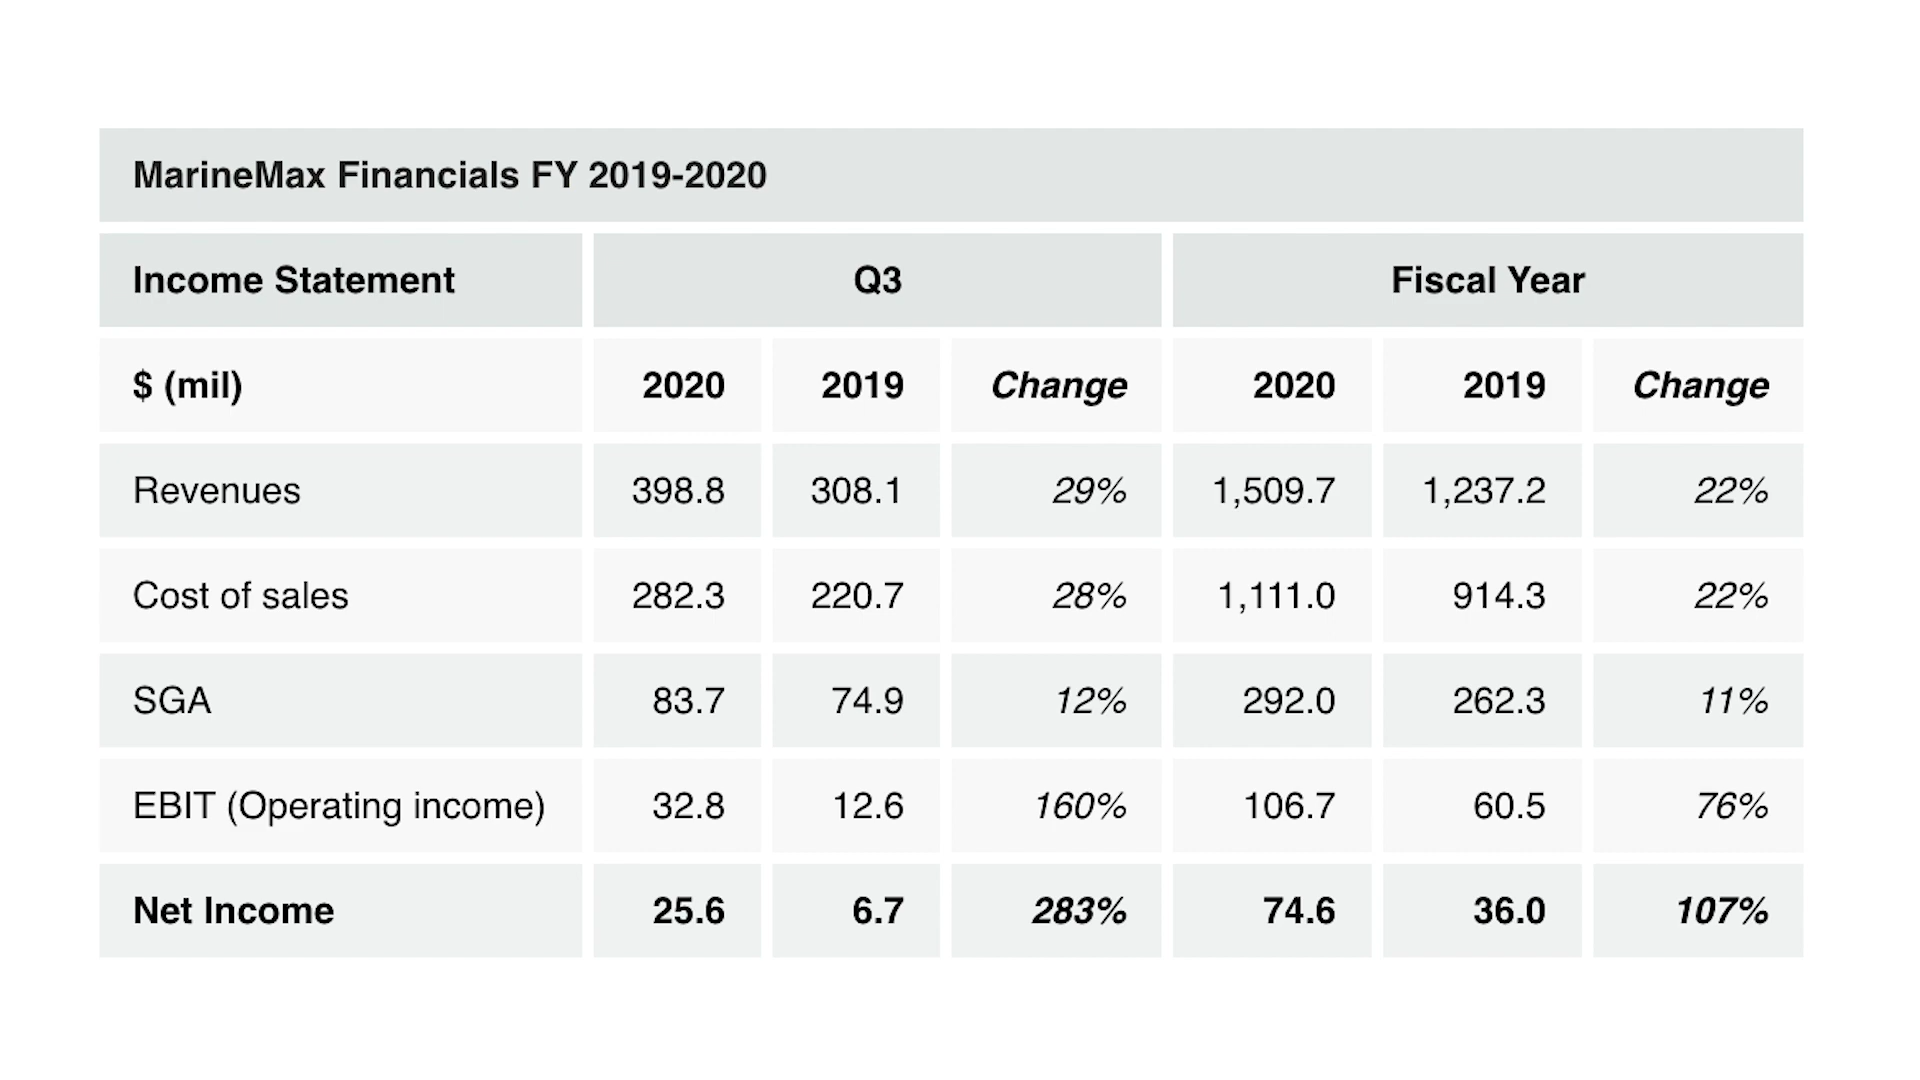 MarineMax Financials FY 2019-2020
Income Statement Q3 Fiscal Year
$ (mil) 2020 2019 Change 2020 2019 Change
Revenues 398.8 308.1 29% 1,509.7 1,237.2 22%
Cost of sales 282.3 220.7 28% 1,111.0 914.3 22%
SGA 83.7 74.9 12% 292.0 262.3 11%
EBIT (Operating income) 32.8 12.6 160% 106.7 60.5 76%
Net Income 25.6 6.7 283% 74.6 36.0 107%